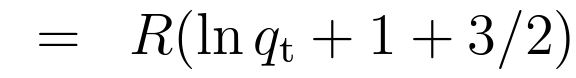 = R(ln q_t + 1 + 3/2)